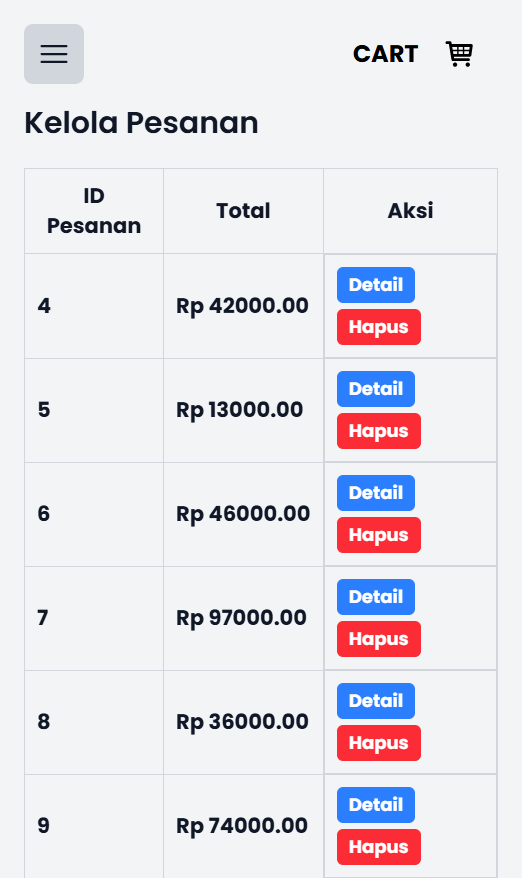 CART
Kelola Pesanan
ID
Pesanan
Total
Aksi
4
Rp 42000.00
Detail
Hapus
5
Rp 13000.00
Detail
Hapus
6
Rp 46000.00
Detail
Hapus
7
Rp 97000.00
Detail
Hapus
8
Rp 36000.00
Detail
Hapus
9
Rp 74000.00
Detail
Hapus